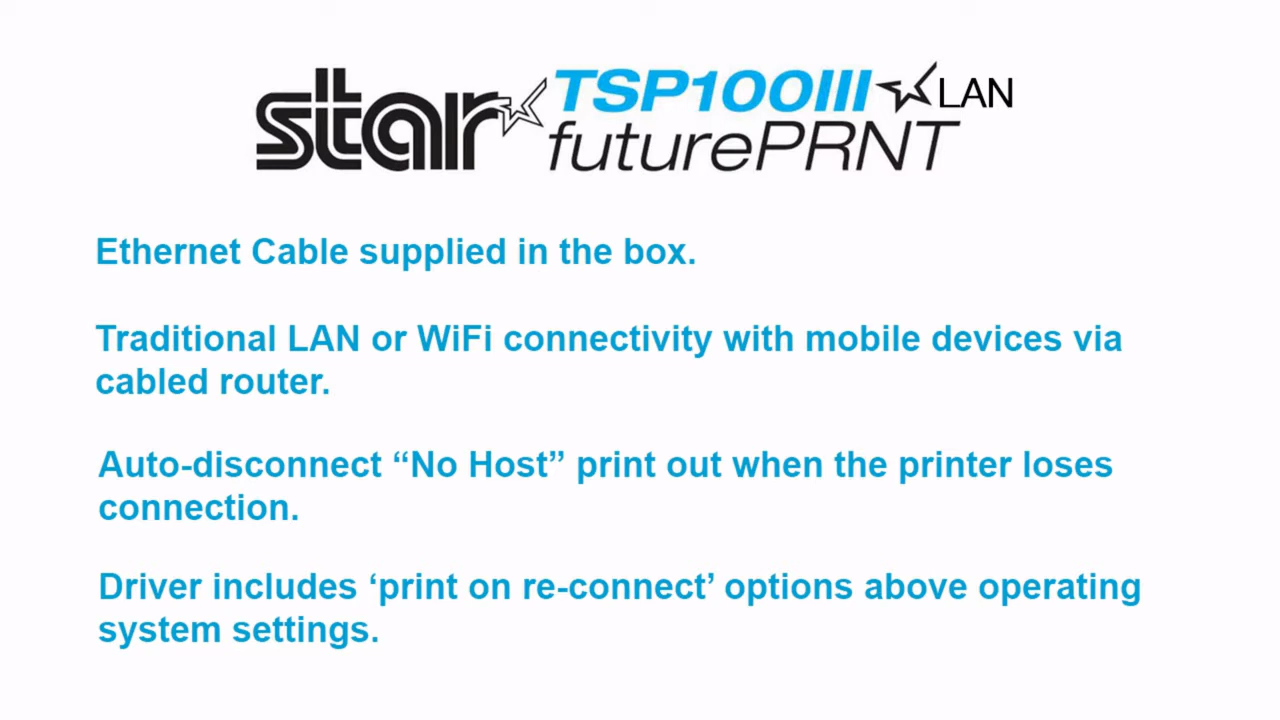 star TSP100III LAN
futurePRNT
Ethernet Cable supplied in the box.
Traditional LAN or WiFi connectivity with mobile devices via
cabled router.
Auto-disconnect “No Host” print out when the printer loses
connection.
Driver includes ‘print on re-connect’ options above operating
system settings.